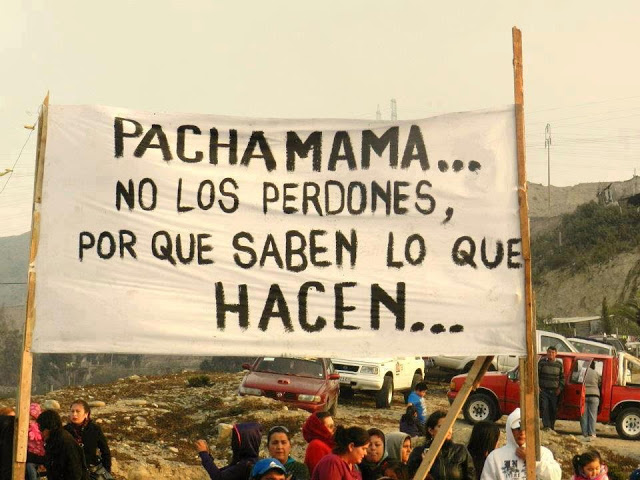 PACHAMAMA...
NO LOS PERDONES,
POR QUE SABEN LO QUE
HACEN...